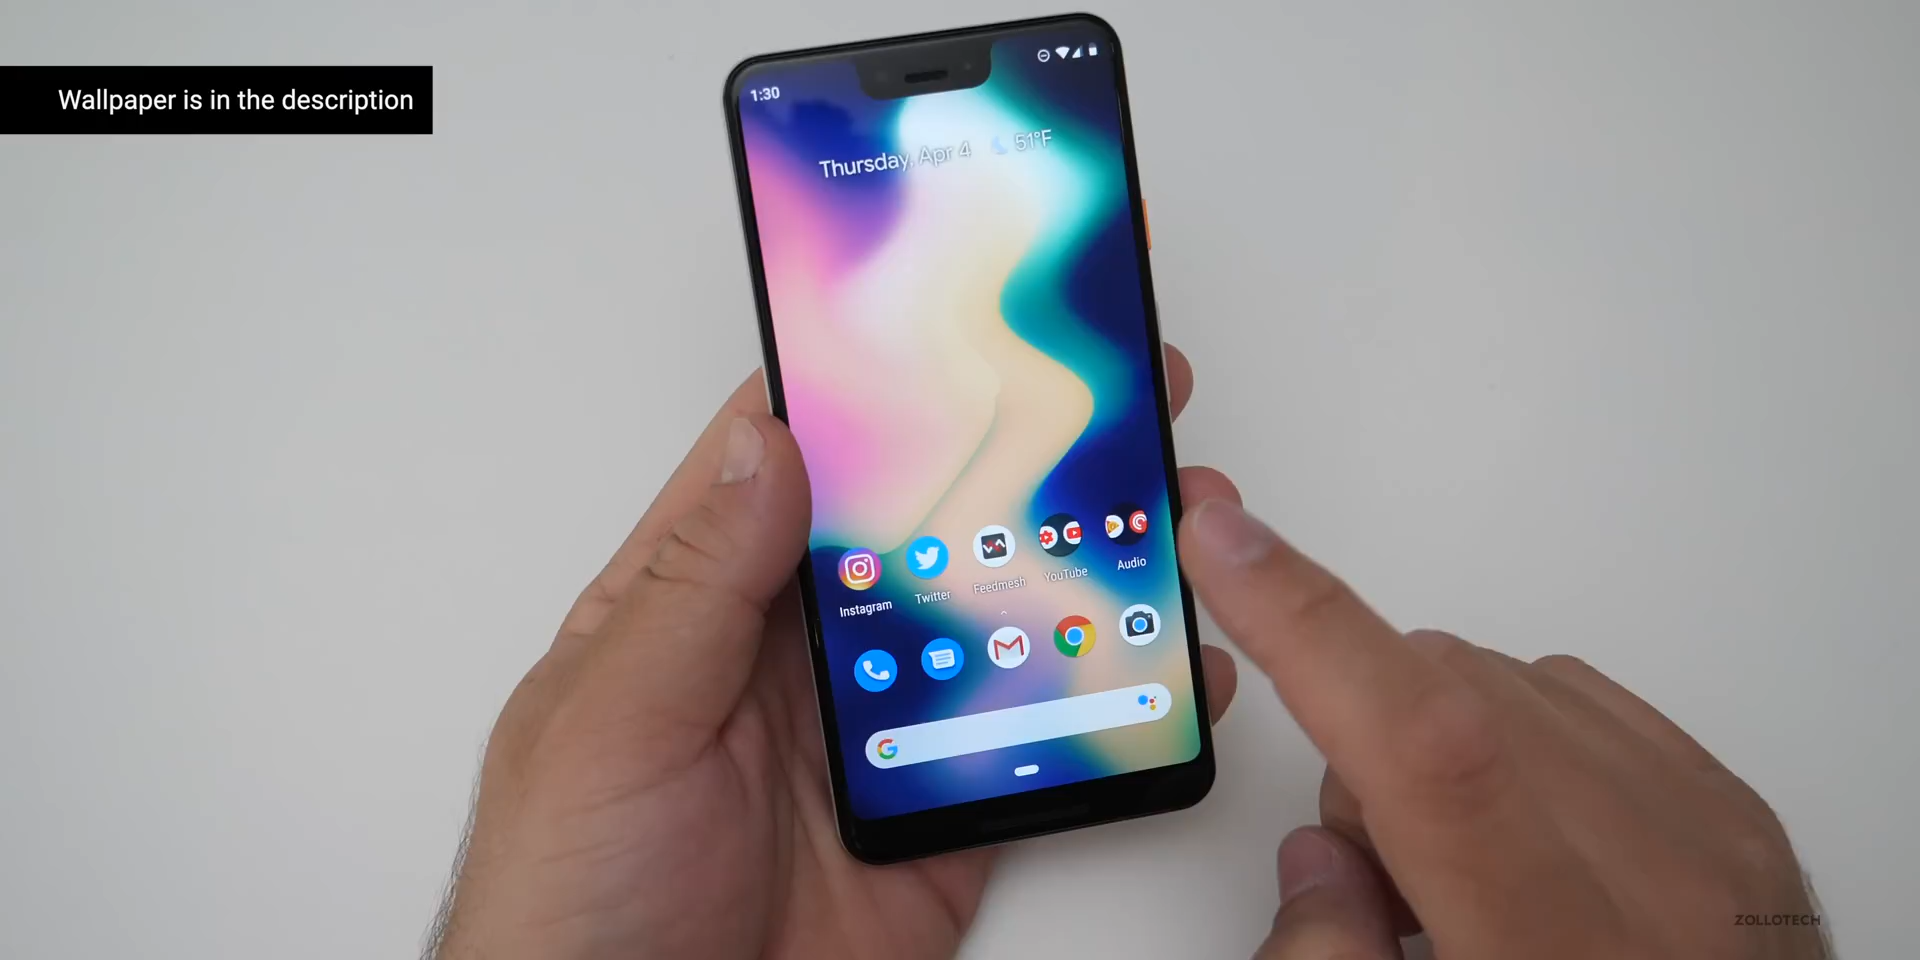 Wallpaper is in the description
1:30
Thursday, Apr 4 51°F
Instagram
Twitter
Feedmesh
YouTube
Audio
ZOLLOTECH